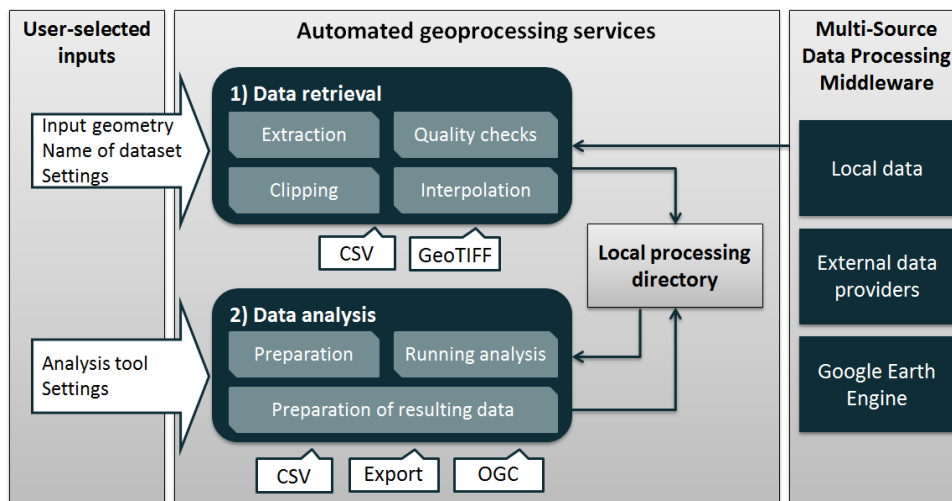 User-selected
inputs
Automated geoprocessing services
Multi-Source
Data Processing
Middleware
Input geometry
Name of dataset
Settings
1) Data retrieval
Extraction
Quality checks
Clipping
Interpolation
CSV
GeoTIFF
Local processing
directory
Local data
External data
providers
Google Earth
Engine
Analysis tool
Settings
2) Data analysis
Preparation
Running analysis
Preparation of resulting data
CSV
Export
OGC